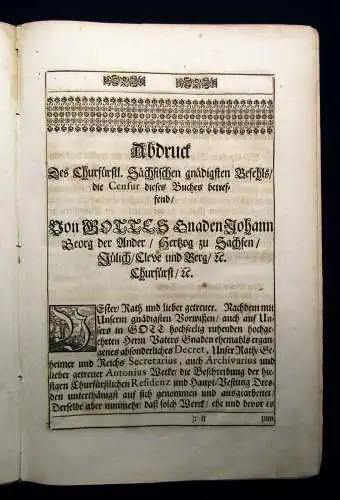 Abdruck
Des Churfürstl. Sächsischen gnädigsten Befehls/
die Censur dieses Buches betref-
fend/
Von GOTTES Gnaden Johann
Georg der Ander/ Hertzog zu Sachsen/
Jülich/ Cleve und Berg/ ꝛc.
Churfürst/ ꝛc.
VEster/ Rath und lieber getreuer. Nachdem mit
Unserm gnädigsten Vorwißen/ auch auf Un-
sers in GOTT hochseelig ruhenden hochge-
ehrten Herrn Vaters Gnaden ehemahls ergan-
genes absonderliches Decret, Unser Rath/ Ge-
heimer und Reichs Secretarius, auch Archivarius und
lieber getreuer Antonius Wecke/ die Beschreibung der hie-
sigen Churfürstlichen Residenz und Haupt-Vestung Dres-
den unterthänigst auf sich genommen und ausgearbeitet/
Derselbe aber nunmehr/ daß solch Werck/ ehe und bevor es
zum